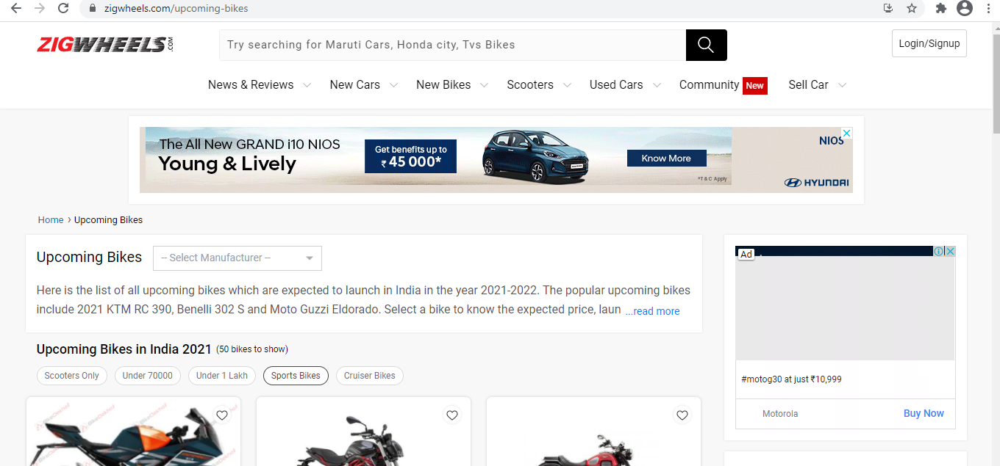 zigwheels.com/upcoming-bikes
ZIGWHEELS.COM
Try searching for Maruti Cars, Honda city, Tvs Bikes
Login/Signup
News & Reviews
New Cars
New Bikes
Scooters
Used Cars
Community New
Sell Car
The All New GRAND i10 NIOS
Young & Lively
Get benefits up to
₹ 45 000*
Know More
*T & C Apply
NIOS
HYUNDAI
Home › Upcoming Bikes
Upcoming Bikes
-- Select Manufacturer --
Here is the list of all upcoming bikes which are expected to launch in India in the year 2021-2022. The popular upcoming bikes
include 2021 KTM RC 390, Benelli 302 S and Moto Guzzi Eldorado. Select a bike to know the expected price, laun ...read more
Upcoming Bikes in India 2021 (50 bikes to show)
Scooters Only
Under 70000
Under 1 Lakh
Sports Bikes
Cruiser Bikes
Ad
#motog30 at just ₹10,999
Motorola
Buy Now